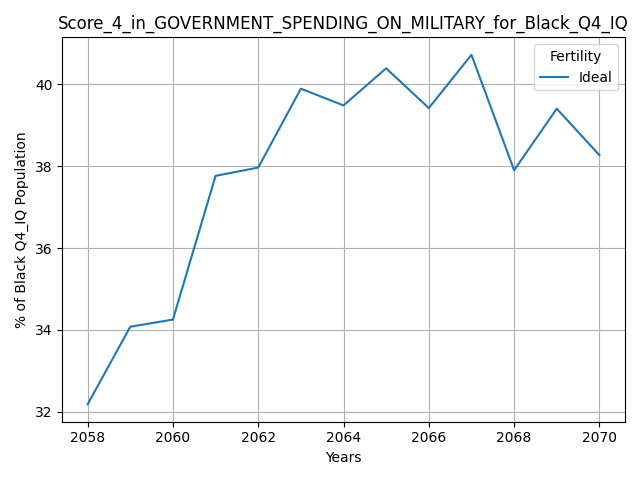 Score_4_in_GOVERNMENT_SPENDING_ON_MILITARY_for_Black_Q4_IQ
Fertility
Ideal
% of Black Q4_IQ Population
40
38
36
34
32
2058
2060
2062
2064
2066
2068
2070
Years